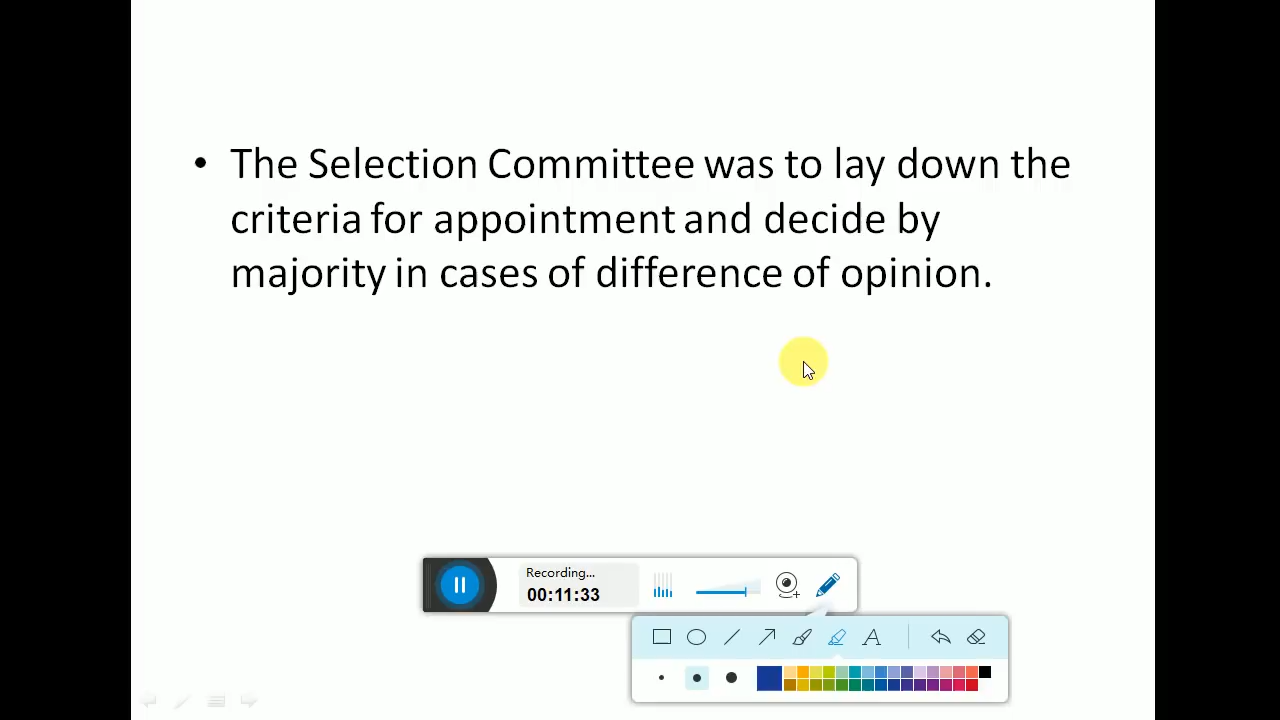 • The Selection Committee was to lay down the
criteria for appointment and decide by
majority in cases of difference of opinion.
Recording...
00:11:33
A